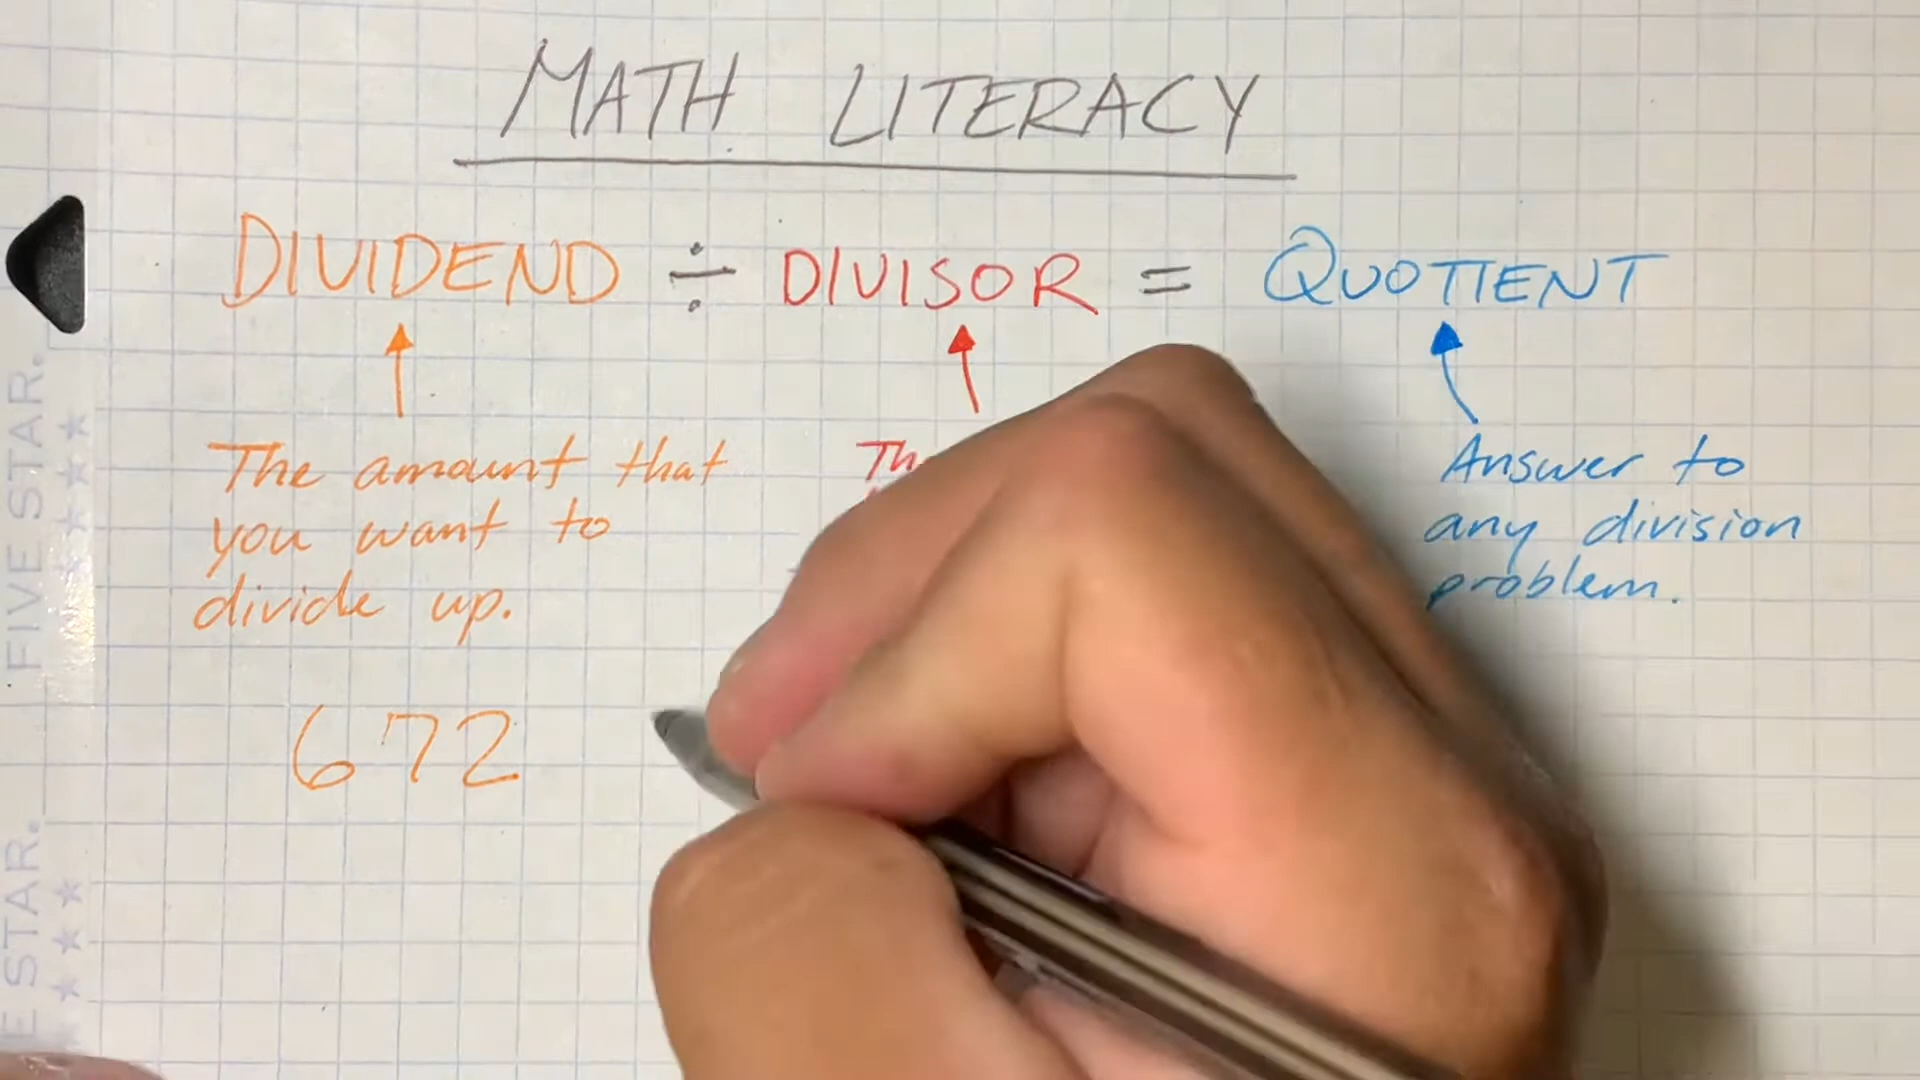 MATH LITERACY
DIVIDEND ÷ DIVISOR = QUOTIENT
The amount that
you want to
divide up.
Answer to
any division
problem.
672
FIVE STAR.
E STAR.